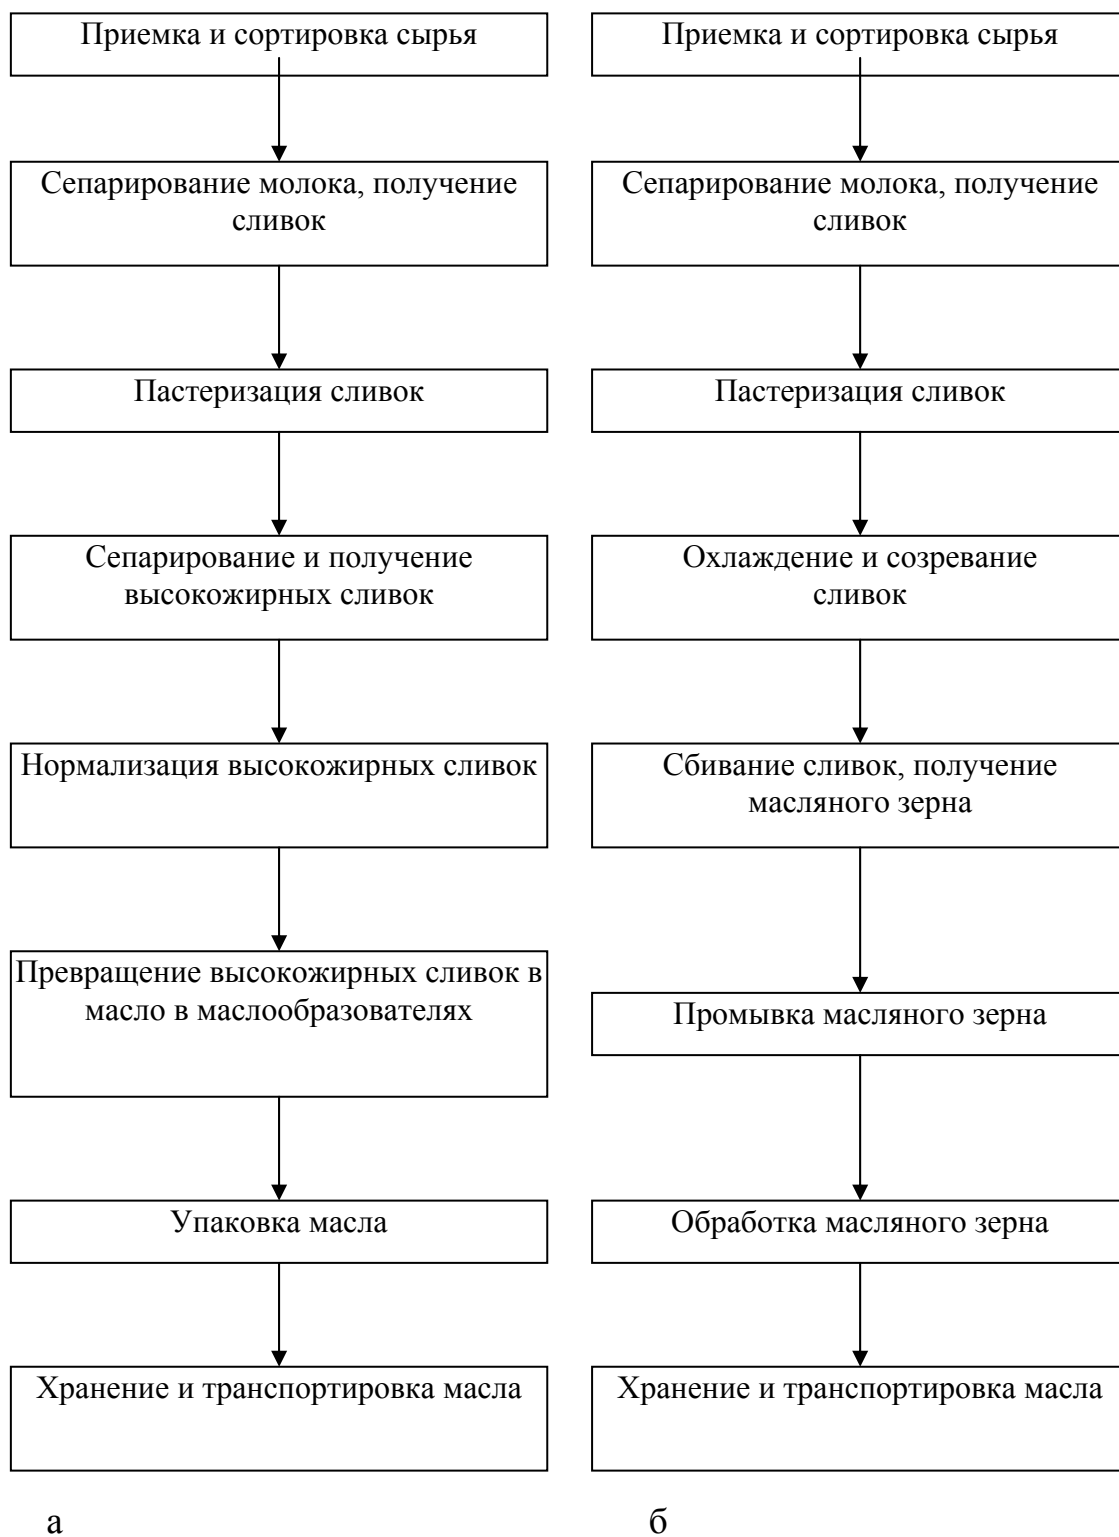 Приемка и сортировка сырья
Сепарирование молока, получение
сливок
Пастеризация сливок
Сепарирование и получение
высокожирных сливок
Нормализация высокожирных сливок
Превращение высокожирных сливок в
масло в маслообразователях
Упаковка масла
Хранение и транспортировка масла
а
Приемка и сортировка сырья
Сепарирование молока, получение
сливок
Пастеризация сливок
Охлаждение и созревание
сливок
Сбивание сливок, получение
масляного зерна
Промывка масляного зерна
Обработка масляного зерна
Хранение и транспортировка масла
б